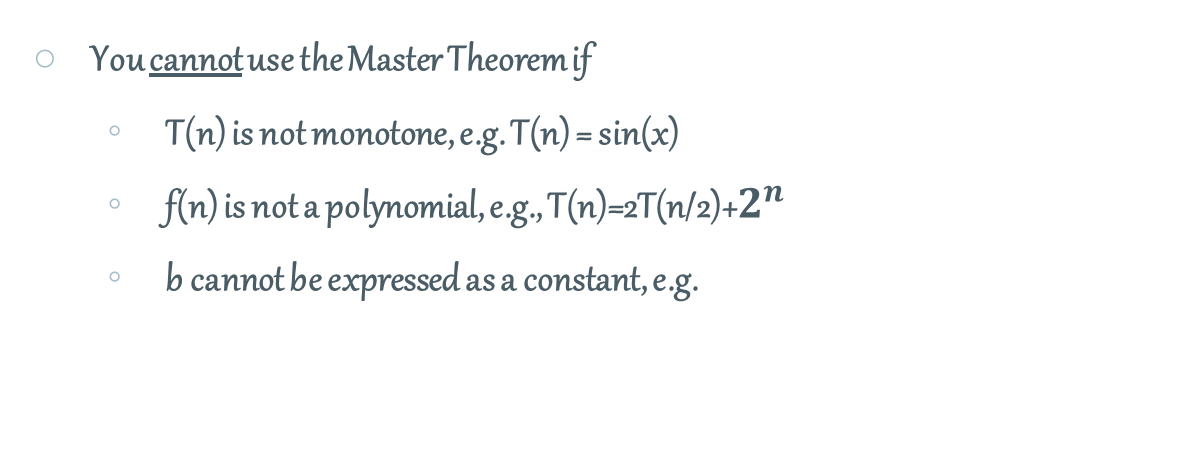 You cannot use the Master Theorem if
T(n) is not monotone, e.g. T(n) = sin(x)
f(n) is not a polynomial, e.g., T(n)=2T(n/2)+2ⁿ
b cannot be expressed as a constant, e.g.